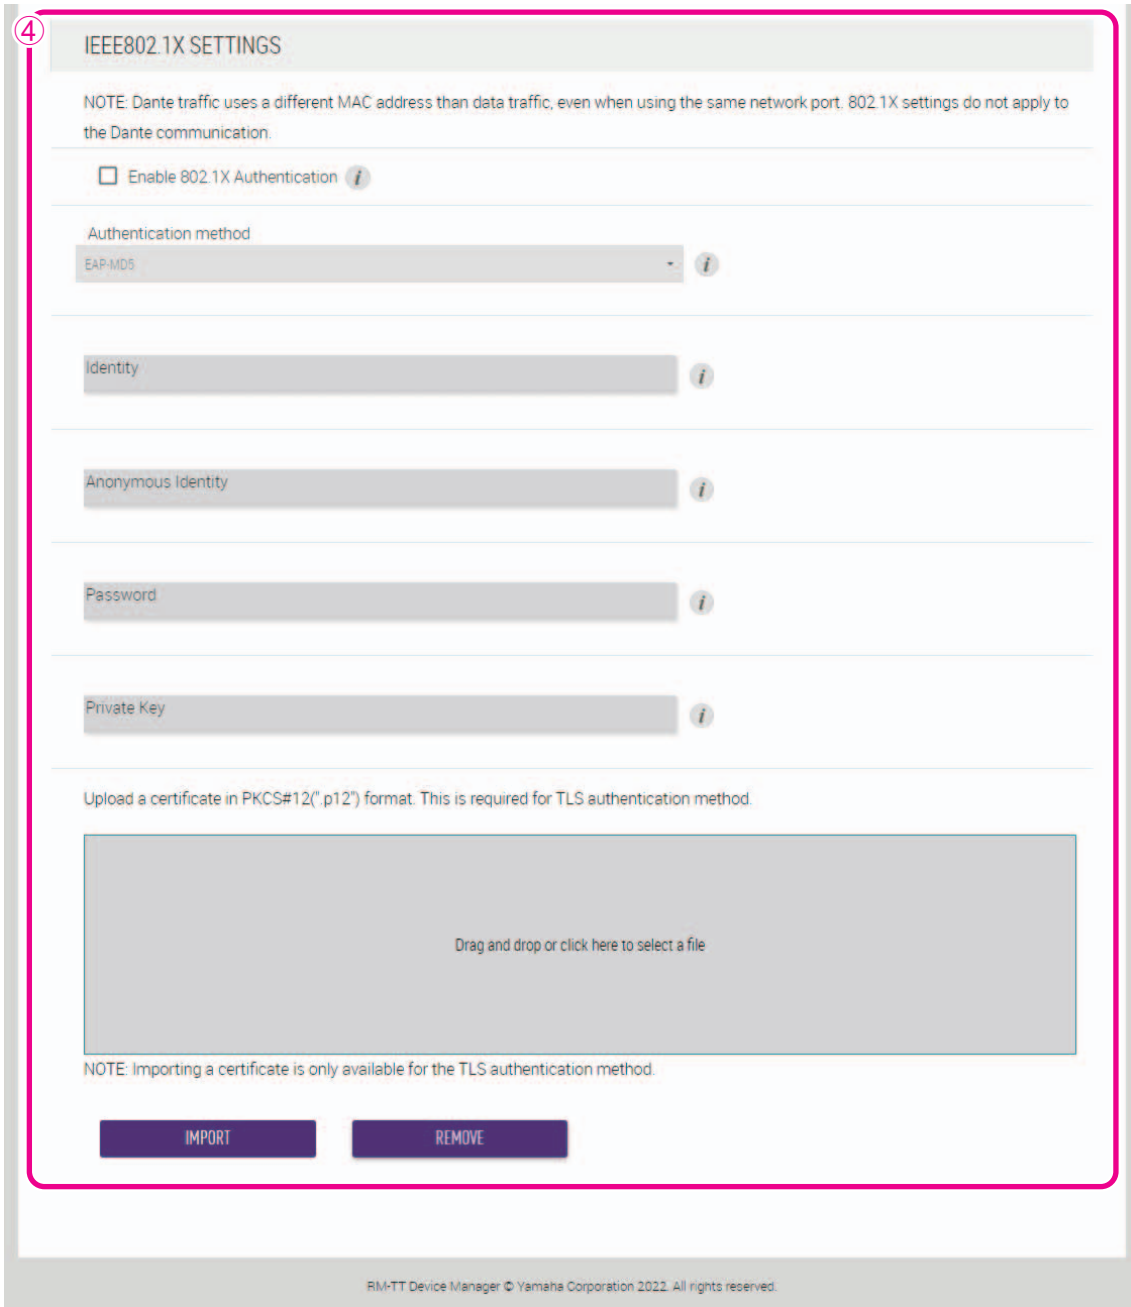 ④
IEEE802.1X SETTINGS
NOTE: Dante traffic uses a different MAC address than data traffic, even when using the same network port. 802.1X settings do not apply to
the Dante communication.
Enable 802.1X Authentication i
Authentication method
EAP-MD5 i
Identity i
Anonymous Identity i
Password i
Private Key i
Upload a certificate in PKCS#12(".p12") format. This is required for TLS authentication method.
Drag and drop or click here to select a file
NOTE: Importing a certificate is only available for the TLS authentication method.
IMPORT REMOVE
RM-TT Device Manager © Yamaha Corporation 2022. All rights reserved.